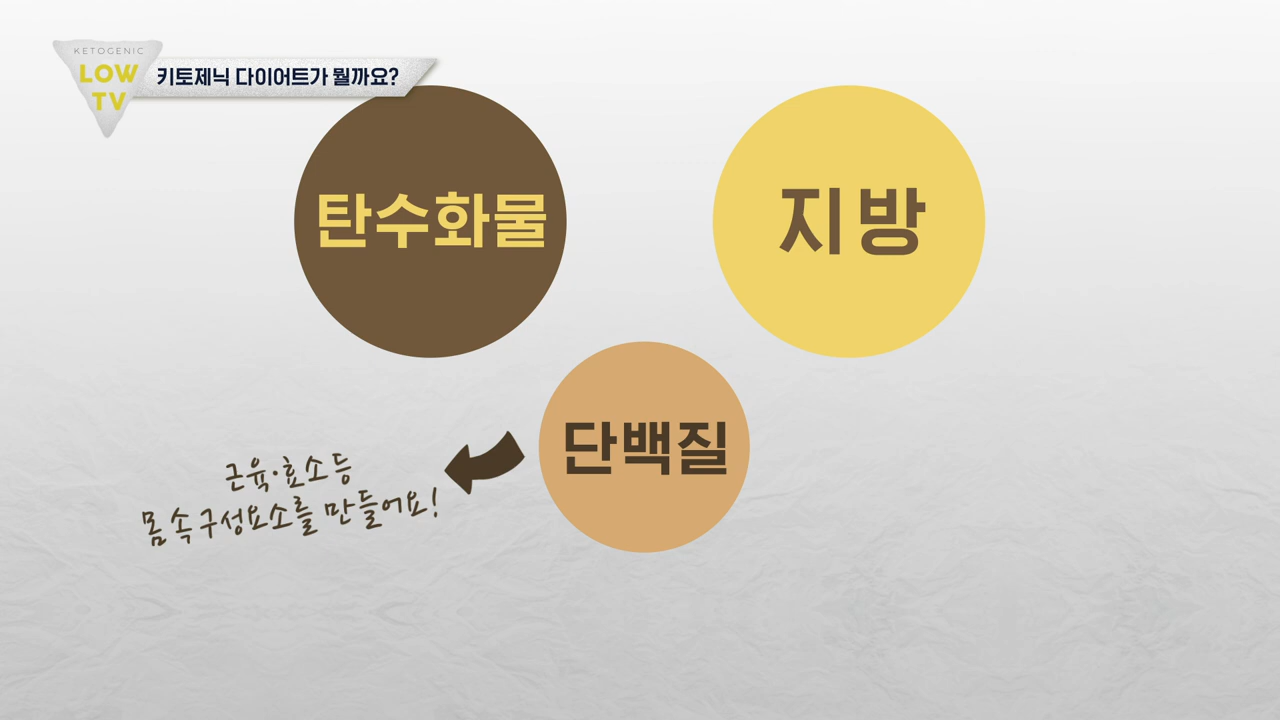 KETOGENIC
LOW
TV
키토제닉 다이어트가 뭘까요?
탄수화물
지방
단백질
근육·효소 등
몸 속 구성요소를 만들어요!